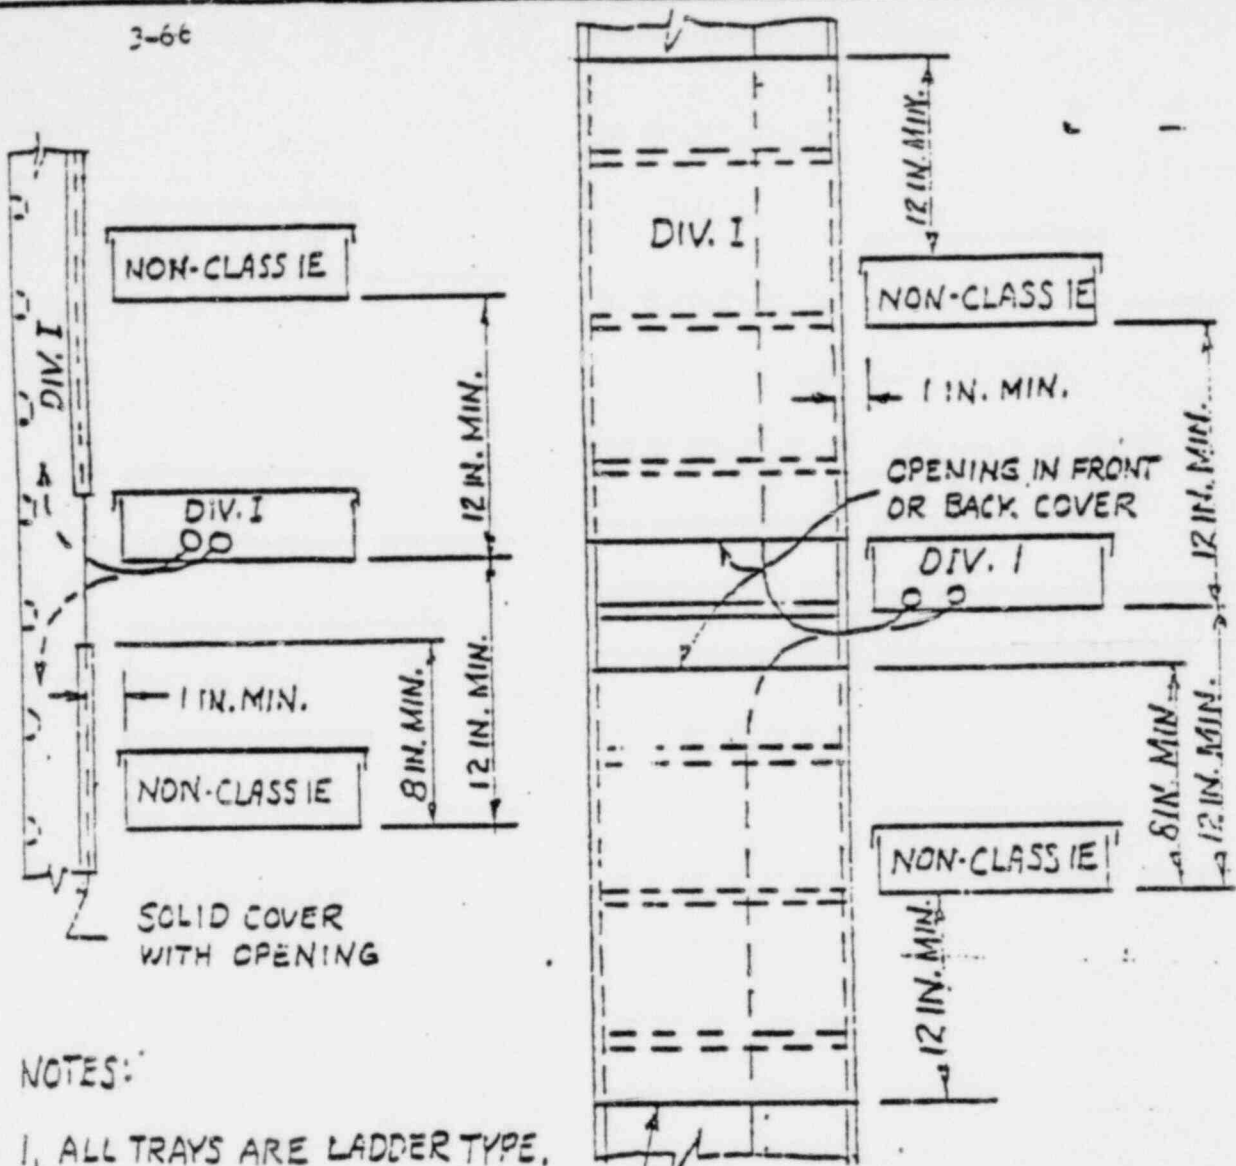 3-66
DIV. I
NON-CLASS IE
12 IN. MIN.
DIV. I
12 IN. MIN.
8 IN. MIN.
1 IN. MIN.
NON-CLASS IE
SOLID COVER
WITH OPENING
NOTES:
1. ALL TRAYS ARE LADDER TYPE.
DIV. I
12 IN. MIN.
NON-CLASS IE
1 IN. MIN.
12 IN. MIN.
OPENING IN FRONT
OR BACK COVER
DIV. I
8 IN. MIN.
12 IN. MIN.
NON-CLASS IE
12 IN. MIN.